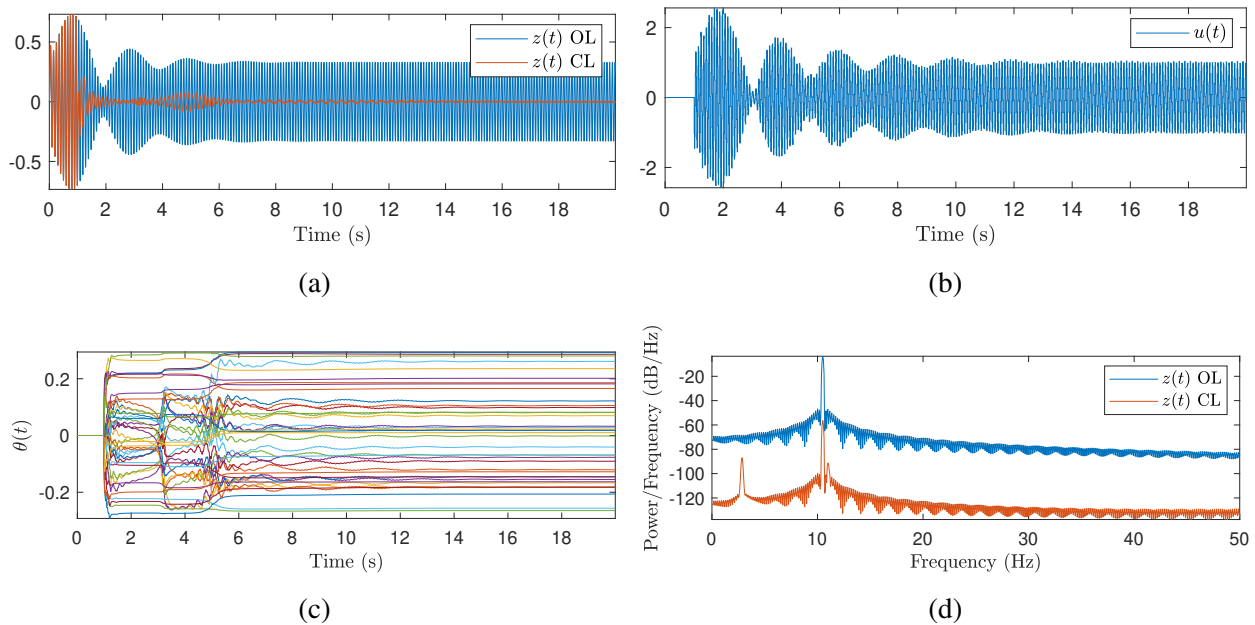 0.5
0
-0.5
z(t) OL
z(t) CL
0 2 4 6 8 10 12 14 16 18
Time (s)
(a)
2
0
-2
u(t)
0 2 4 6 8 10 12 14 16 18
Time (s)
(b)
θ(t)
0.2
0
-0.2
0 2 4 6 8 10 12 14 16 18
Time (s)
(c)
Power/Frequency (dB/Hz)
-20
-40
-60
-80
-100
-120
z(t) OL
z(t) CL
0 10 20 30 40 50
Frequency (Hz)
(d)